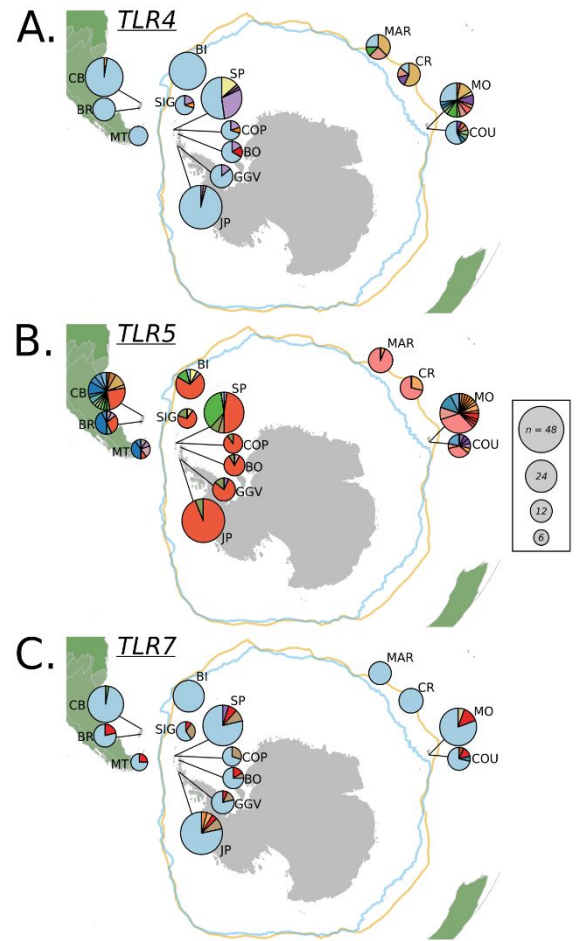 A.
TLR4
BI
MAR
CB
SP
CR
MO
SIG
BR
COP
COU
MT
BO
GGV
JP
B.
TLR5
MAR
BI
CR
CB
SP
MO
SIG
BR
COP
COU
MT
BO
GGV
JP
n = 48
24
12
6
C.
TLR7
MAR
BI
CR
CB
SP
MO
SIG
BR
COP
COU
MT
BO
GGV
JP